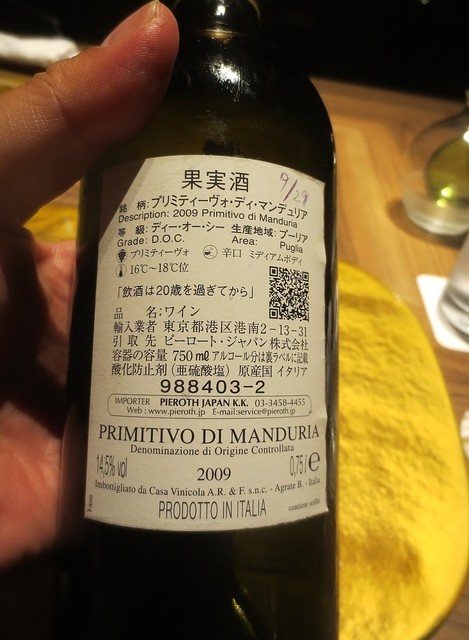 果実酒
9/29
銘 柄:プリミティーヴォ・ディ・マンデュリア
Description: 2009 Primitivo di Manduria
等 級:ディー・オー・シー 生産地域:プーリア
Grade: D.O.C. Area: Puglia
プリミティーヴォ 辛口 ミディアムボディ
16℃~18℃位
「飲酒は20歳を過ぎてから」
品 名:ワイン
輸入業者 東京都港区港南2-13-31
引 取 先 ピーロート・ジャパン株式会社
容器の容量 750㎖ アルコール分は裏ラベルに記載
酸化防止剤(亜硫酸塩) 原産国 イタリア
988403-2
IMPORTER PIEROTH JAPAN K.K. 03-3458-4455
Web : www.pieroth.jp E-mail:service@pieroth.jp
PRIMITIVO DI MANDURIA
Denominazione di Origine Controllata
14,5% vol 2009 0,75 l e
Imbottigliato da Casa Vinicola A.R. & F. s.n.c. - Agrate B. - Italia
PRODOTTO IN ITALIA
contiene solfiti